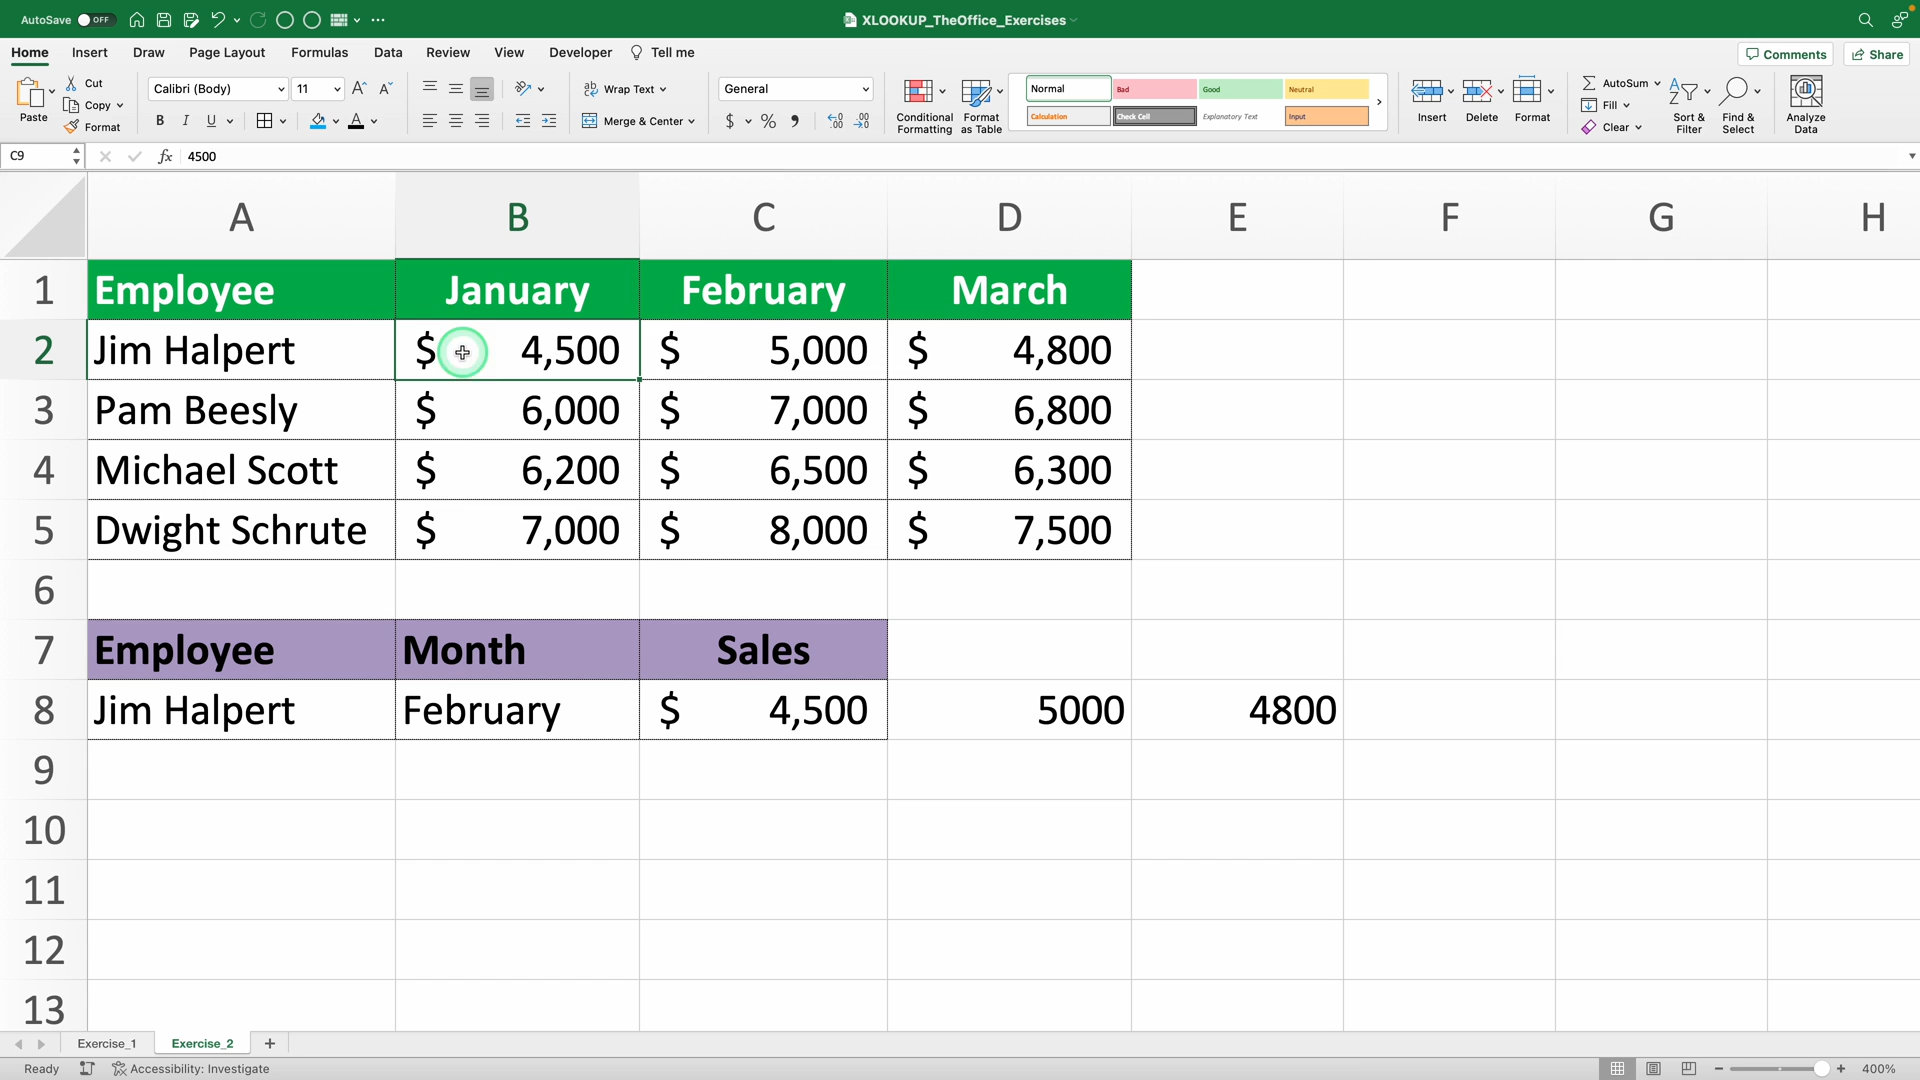 AutoSave OFF XLOOKUP_TheOffice_Exercises
Home Insert Draw Page Layout Formulas Data Review View Developer Tell me Comments Share
Paste Cut Copy Format
Calibri (Body) 11 A A
B I U A
ab Wrap Text
Merge & Center
General
$ % 9
Conditional Formatting
Format as Table
Normal Bad Good Neutral
Calculation Check Cell Explanatory Text Input
Insert Delete Format
AutoSum
Fill
Clear
Sort & Filter
Find & Select
Analyze Data
C9 fx 4500
A B C D E F G H
1 Employee January February March
2 Jim Halpert $ 4,500 $ 5,000 $ 4,800
3 Pam Beesly $ 6,000 $ 7,000 $ 6,800
4 Michael Scott $ 6,200 $ 6,500 $ 6,300
5 Dwight Schrute $ 7,000 $ 8,000 $ 7,500
6
7 Employee Month Sales
8 Jim Halpert February $ 4,500 5000 4800
9
10
11
12
13
Exercise_1 Exercise_2 +
Ready Accessibility: Investigate 400%